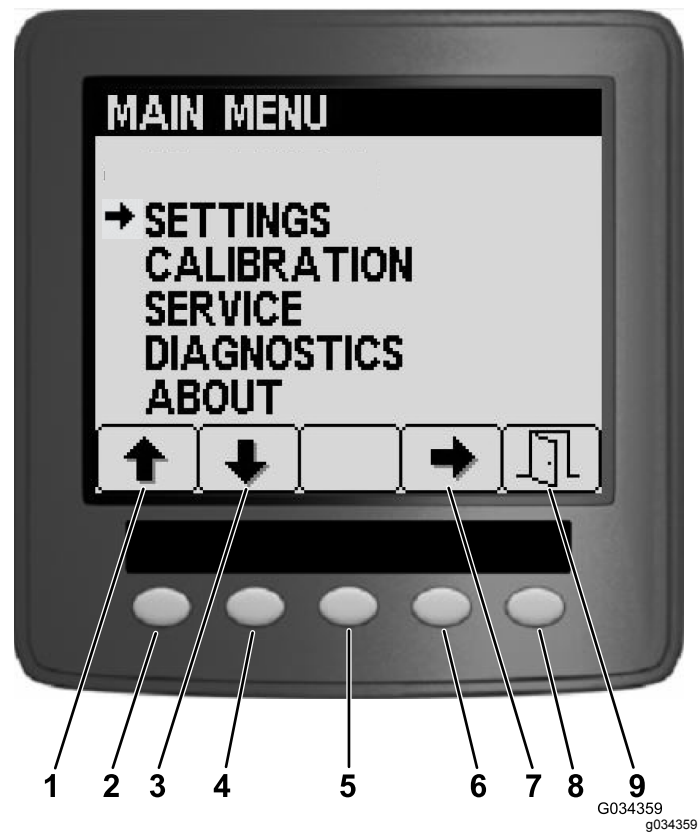 MAIN MENU
SETTINGS
CALIBRATION
SERVICE
DIAGNOSTICS
ABOUT
1 2 3 4 5 6 7 8 9
G034359
g034359